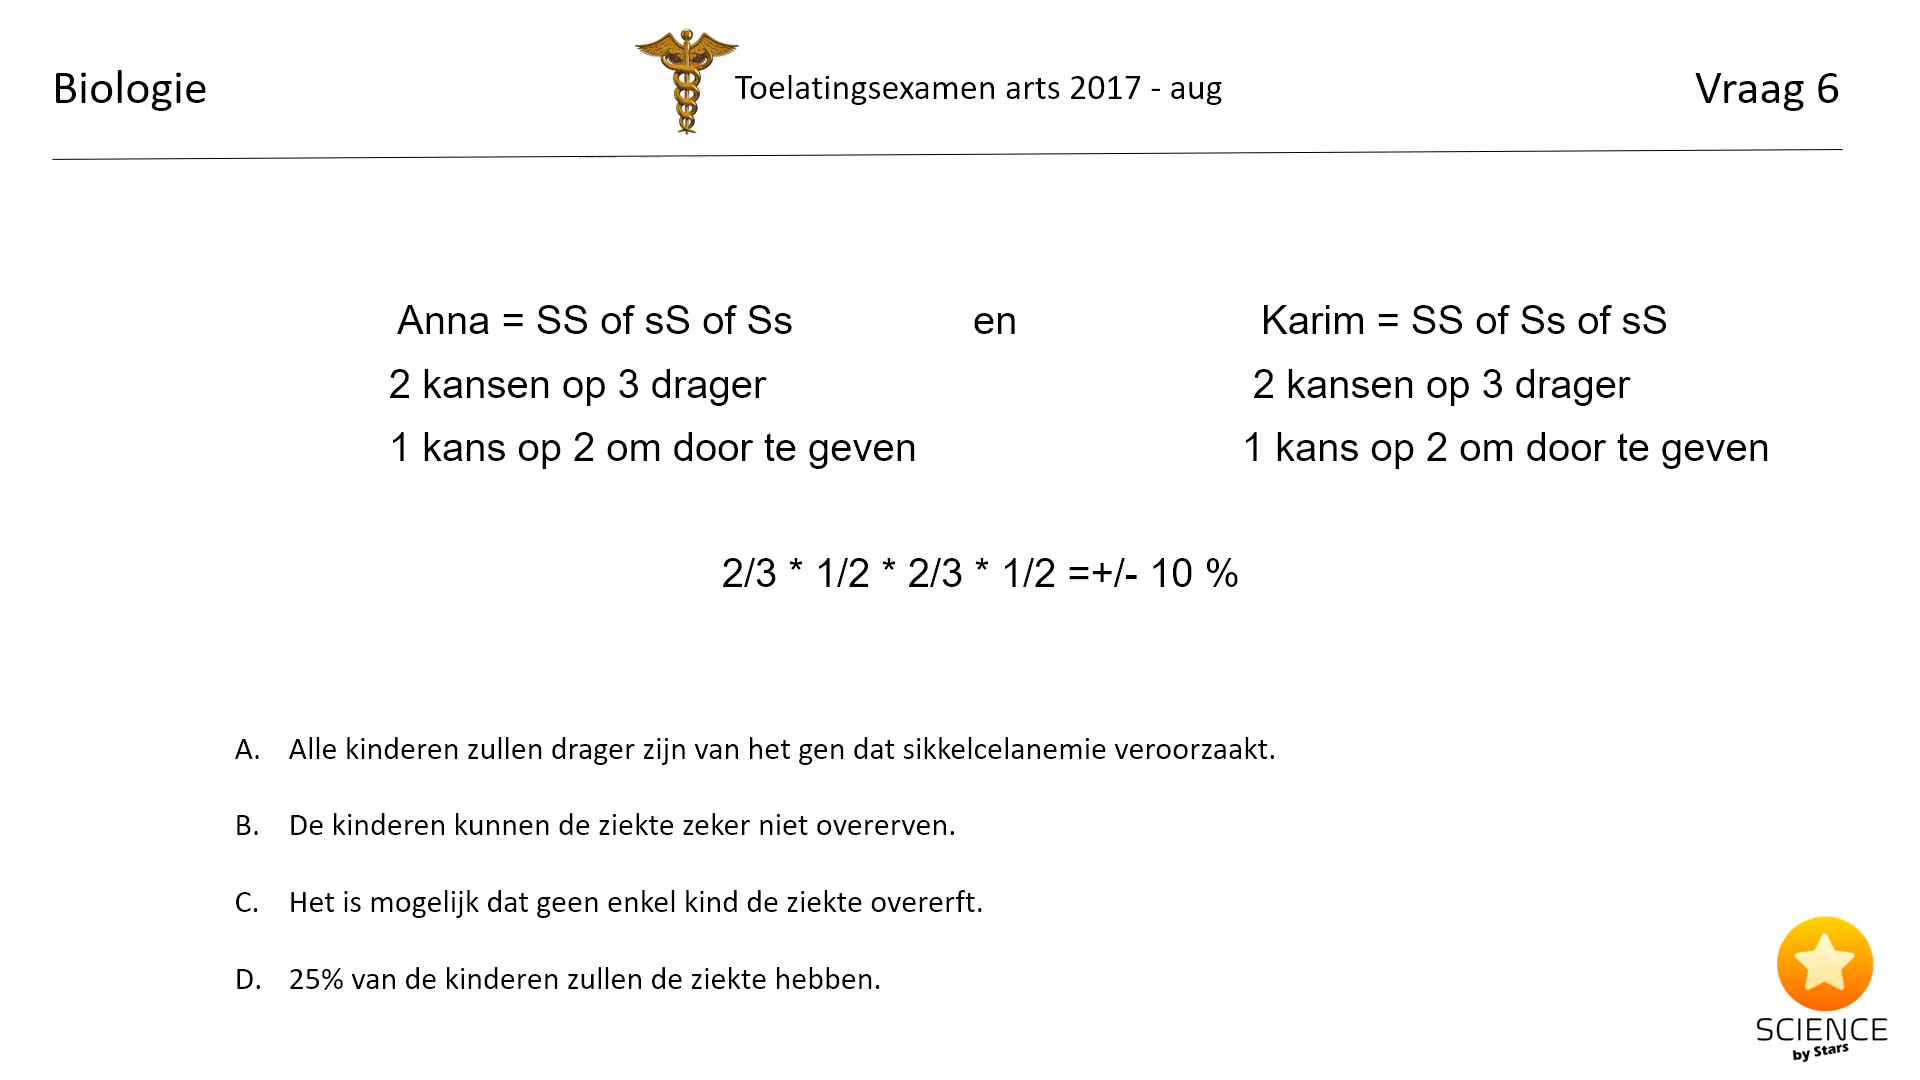 Biologie
Toelatingsexamen arts 2017 - aug
Vraag 6
Anna = SS of sS of Ss
en
Karim = SS of Ss of sS
2 kansen op 3 drager
2 kansen op 3 drager
1 kans op 2 om door te geven
1 kans op 2 om door te geven
2/3 * 1/2 * 2/3 * 1/2 =+/- 10 %
A. Alle kinderen zullen drager zijn van het gen dat sikkelcelanemie veroorzaakt.
B. De kinderen kunnen de ziekte zeker niet overerven.
C. Het is mogelijk dat geen enkel kind de ziekte overerft.
D. 25% van de kinderen zullen de ziekte hebben.
SCIENCE
by Stars